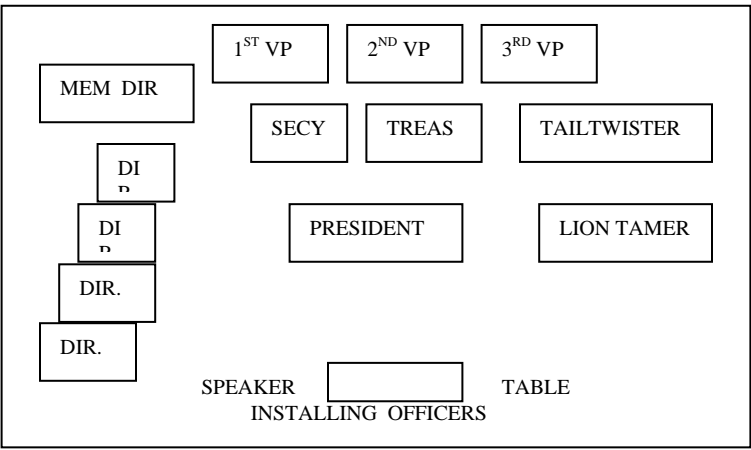 1ST VP 2ND VP 3RD VP
MEM DIR
SECY TREAS TAILTWISTER
DI
DI
PRESIDENT LION TAMER
DIR.
DIR.
SPEAKER TABLE
INSTALLING OFFICERS